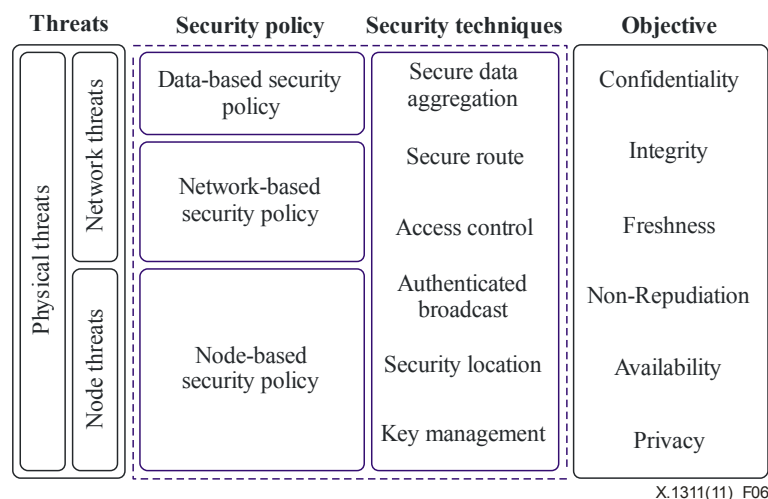 Threats
Security policy
Security techniques
Objective
Physical threats
Network threats
Node threats
Data-based security
policy
Network-based
security policy
Node-based
security policy
Secure data
aggregation
Secure route
Access control
Authenticated
broadcast
Security location
Key management
Confidentiality
Integrity
Freshness
Non-Repudiation
Availability
Privacy
X.1311(11)_F06